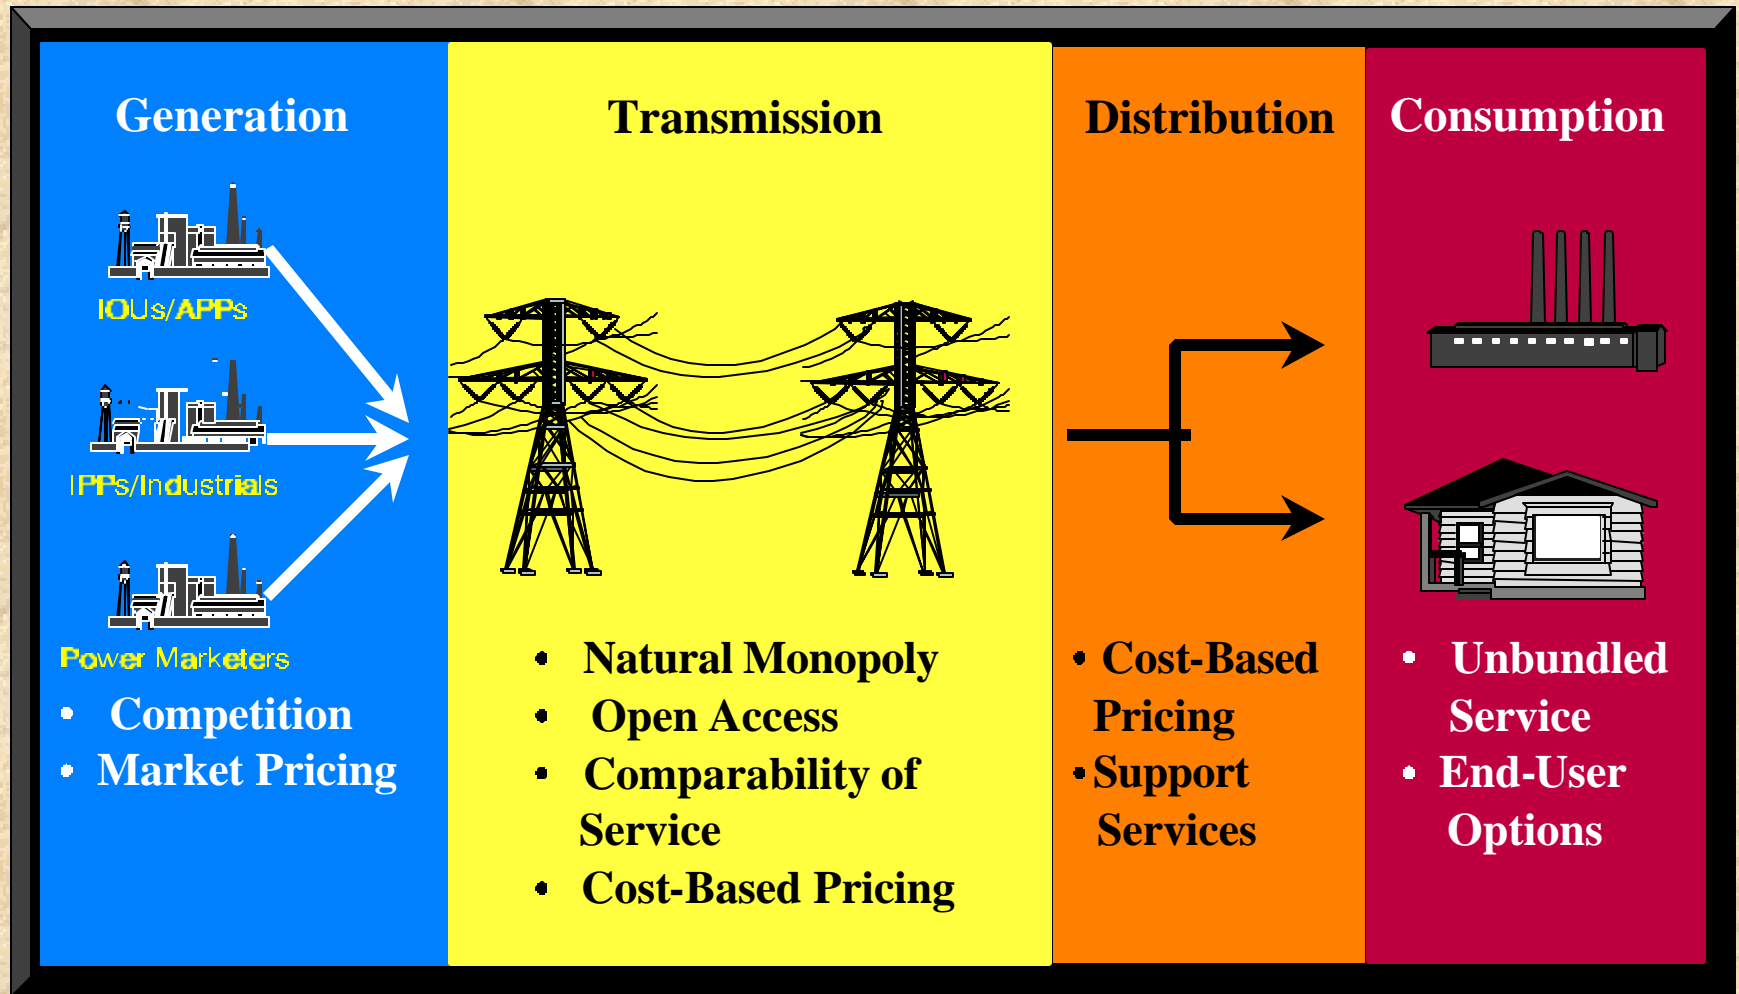 Generation
IOUs/APPs
IPPs/Industrials
Power Marketers
• Competition
• Market Pricing
Transmission
• Natural Monopoly
• Open Access
• Comparability of
Service
• Cost-Based Pricing
Distribution
• Cost-Based
Pricing
• Support
Services
Consumption
• Unbundled
Service
• End-User
Options